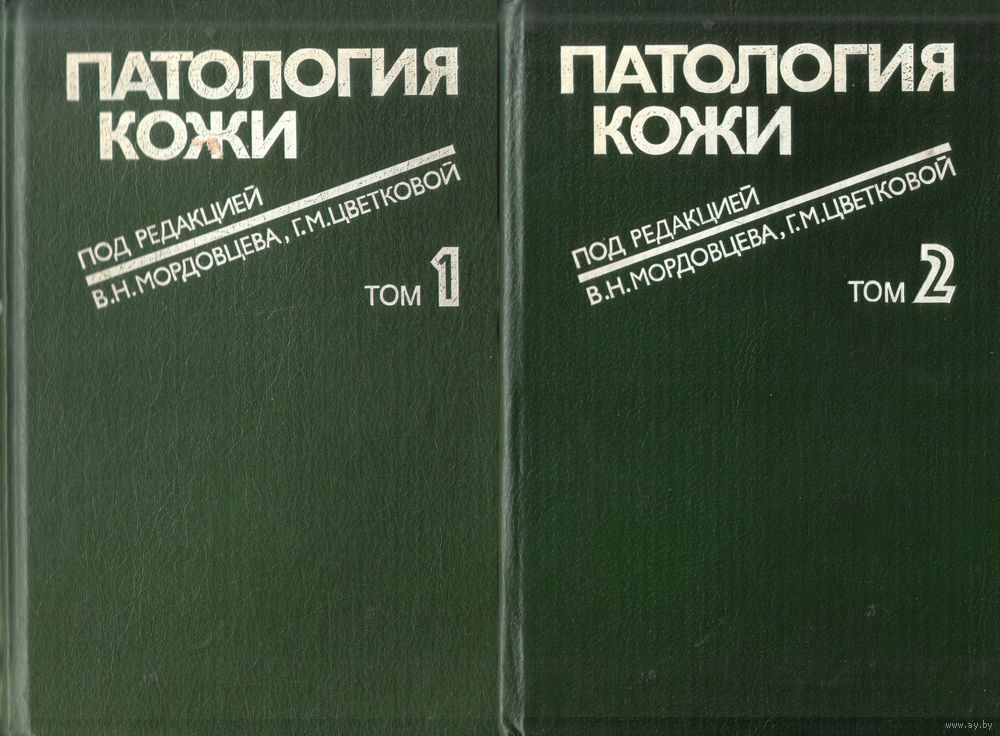 ПАТОЛОГИЯ
КОЖИ
ПОД РЕДАКЦИЕЙ
В.Н.МОРДОВЦЕВА, Г.М.ЦВЕТКОВОЙ
ТОМ 1
ПАТОЛОГИЯ
КОЖИ
ПОД РЕДАКЦИЕЙ
В.Н.МОРДОВЦЕВА, Г.М.ЦВЕТКОВОЙ
ТОМ 2
www.ay.by